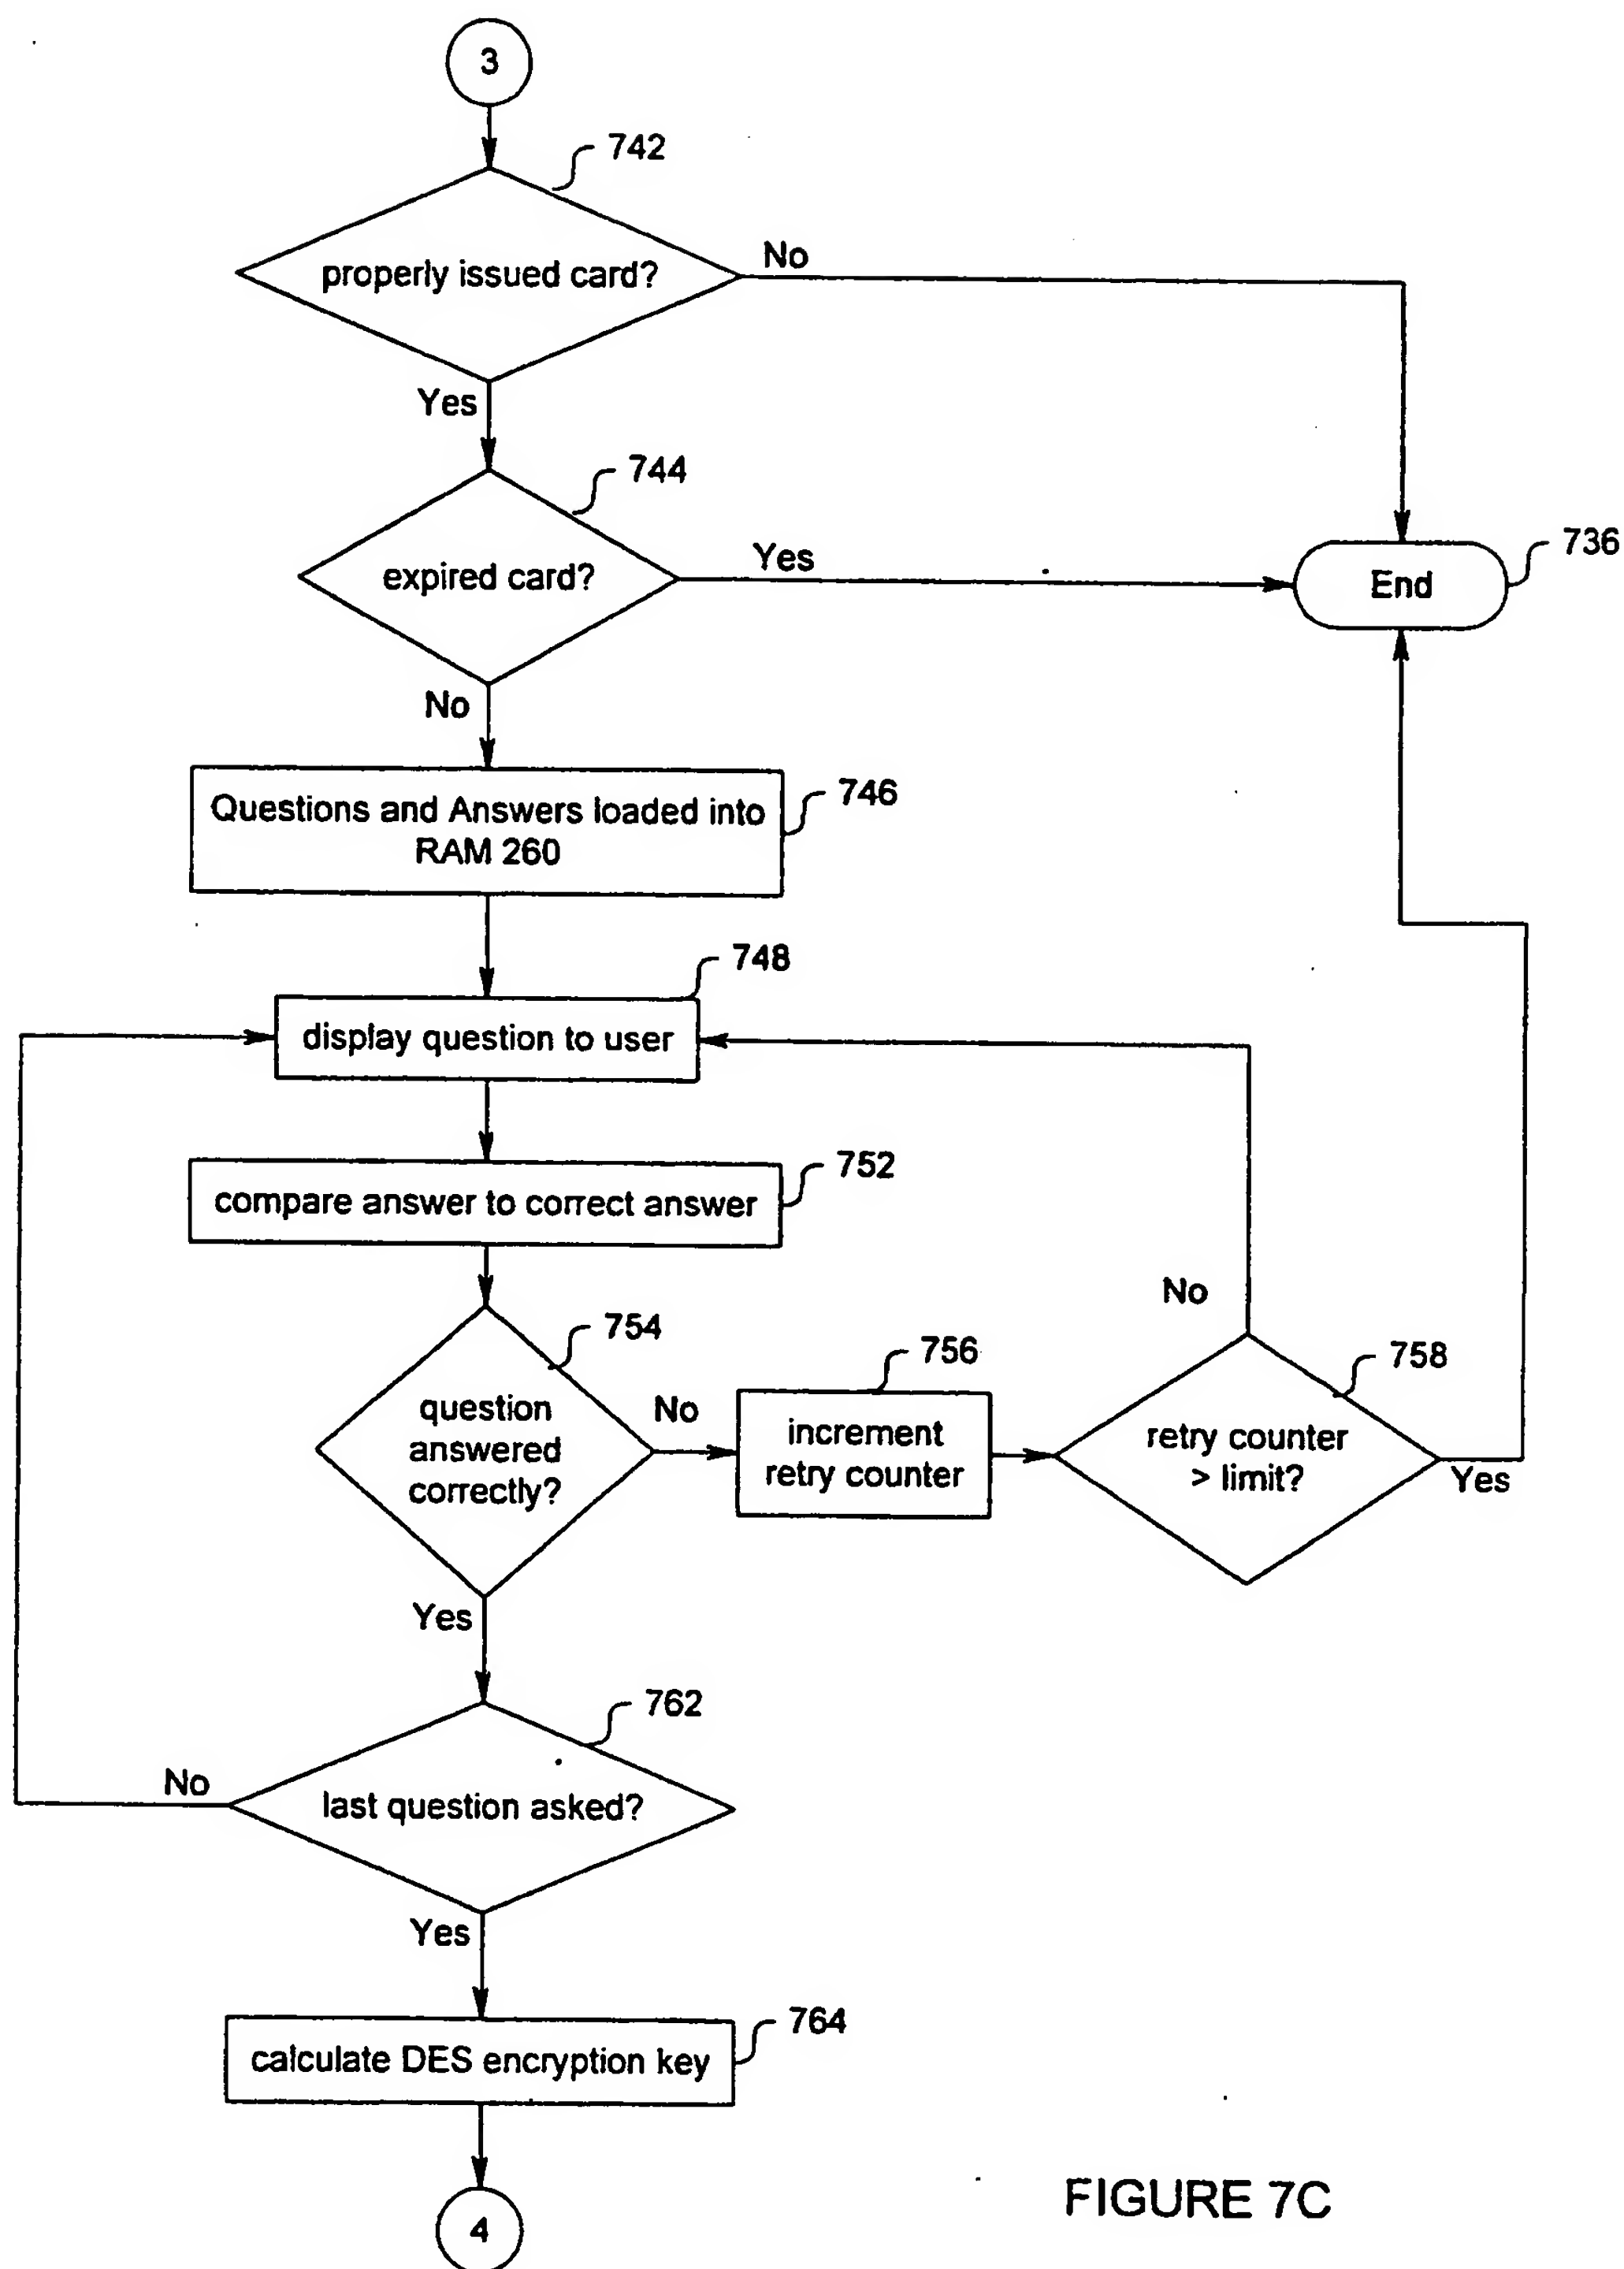 3
742
properly issued card?
No
Yes
744
expired card?
Yes
736
End
No
746
Questions and Answers loaded into
RAM 260
748
display question to user
752
compare answer to correct answer
No
754
756
758
question
answered
correctly?
No
increment
retry counter
retry counter
> limit?
Yes
Yes
762
No
last question asked?
Yes
764
calculate DES encryption key
4
FIGURE 7C